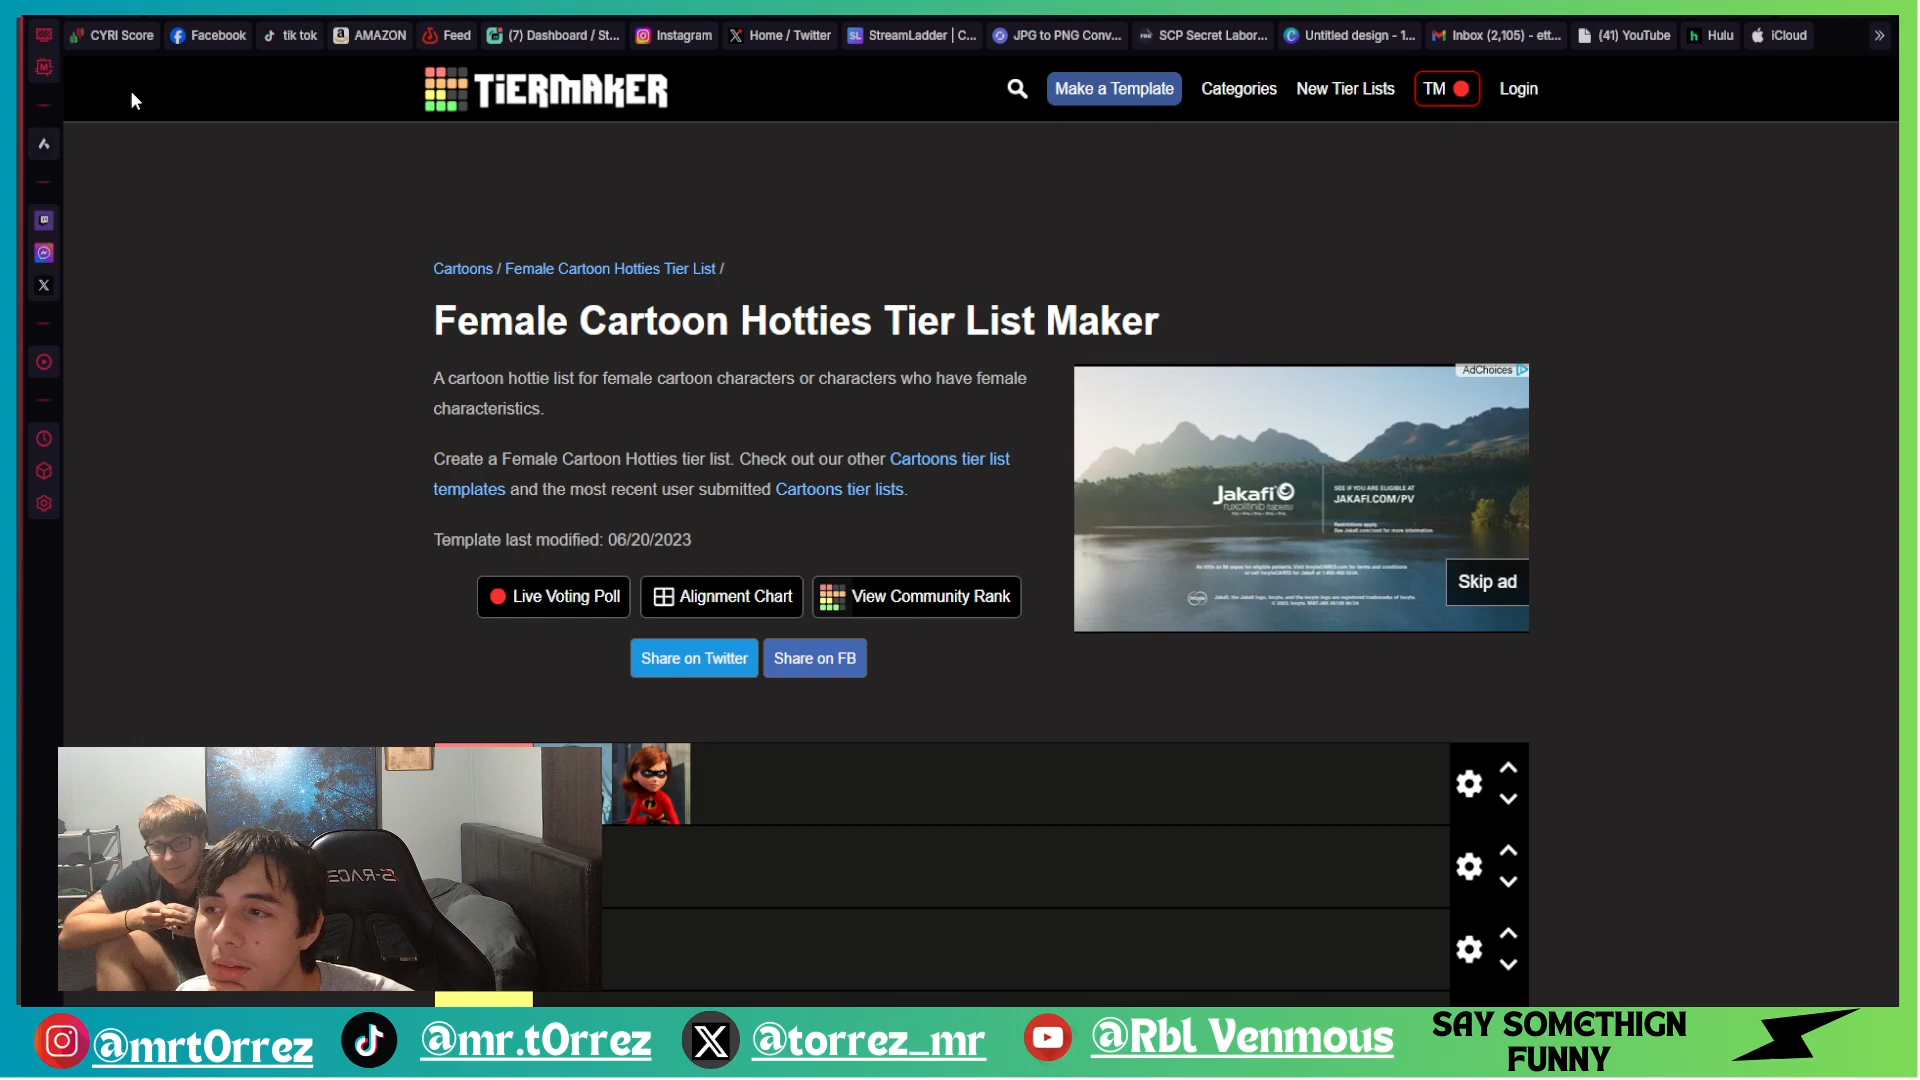 CYRI Score Facebook tik tok AMAZON Feed (7) Dashboard / St... Instagram Home / Twitter StreamLadder | C... JPG to PNG Conv... SCP Secret Labor... Untitled design - 1... Inbox (2,105) - ett... (41) YouTube Hulu iCloud
TiERMAKER
Make a Template Categories New Tier Lists TM Login
Cartoons / Female Cartoon Hotties Tier List /
Female Cartoon Hotties Tier List Maker
A cartoon hottie list for female cartoon characters or characters who have female
characteristics.
Create a Female Cartoon Hotties tier list. Check out our other Cartoons tier list
templates and the most recent user submitted Cartoons tier lists.
Template last modified: 06/20/2023
Live Voting Poll Alignment Chart View Community Rank
Share on Twitter Share on FB
AdChoices
Jakafi
ruxolitinib (tablets)
SEE IF YOU ARE ELIGIBLE AT
JAKAFI.COM/PV
Restrictions apply.
Skip ad
S-RACE
@mrt0rrez @mr.t0rrez @torrez_mr @Rbl Venmous
SAY SOMETHIGN
FUNNY